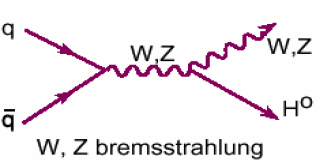 q
W,Z
W,Z
q̄
H⁰
W, Z bremsstrahlung